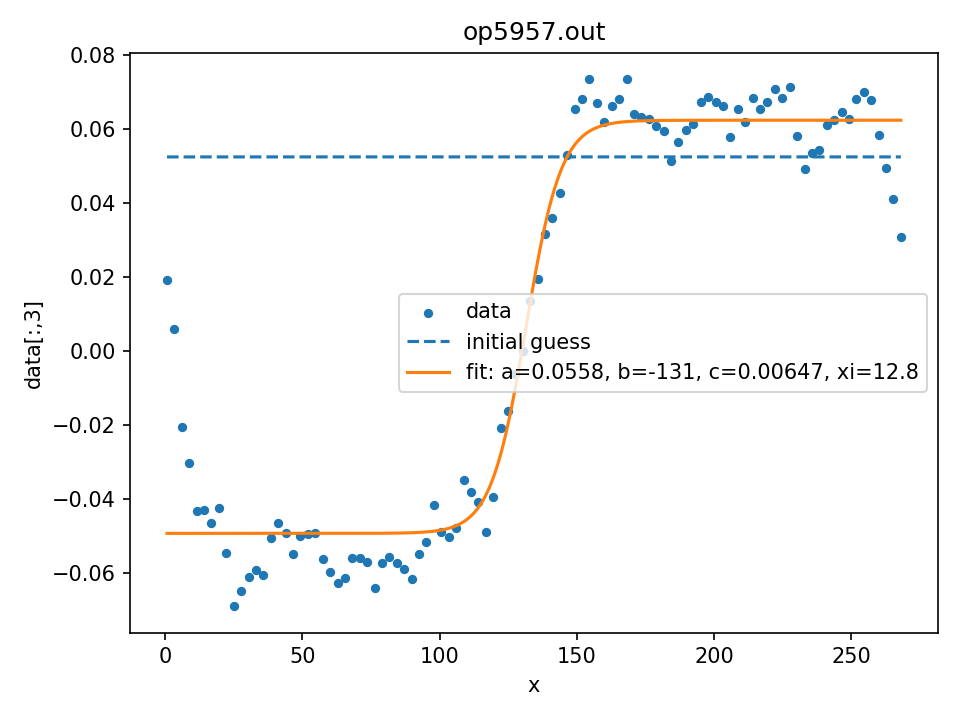 op5957.out
0.08
0.06
0.04
0.02
0.00
−0.02
−0.04
−0.06
data[:,3]
data
initial guess
fit: a=0.0558, b=-131, c=0.00647, xi=12.8
0 50 100 150 200 250
x